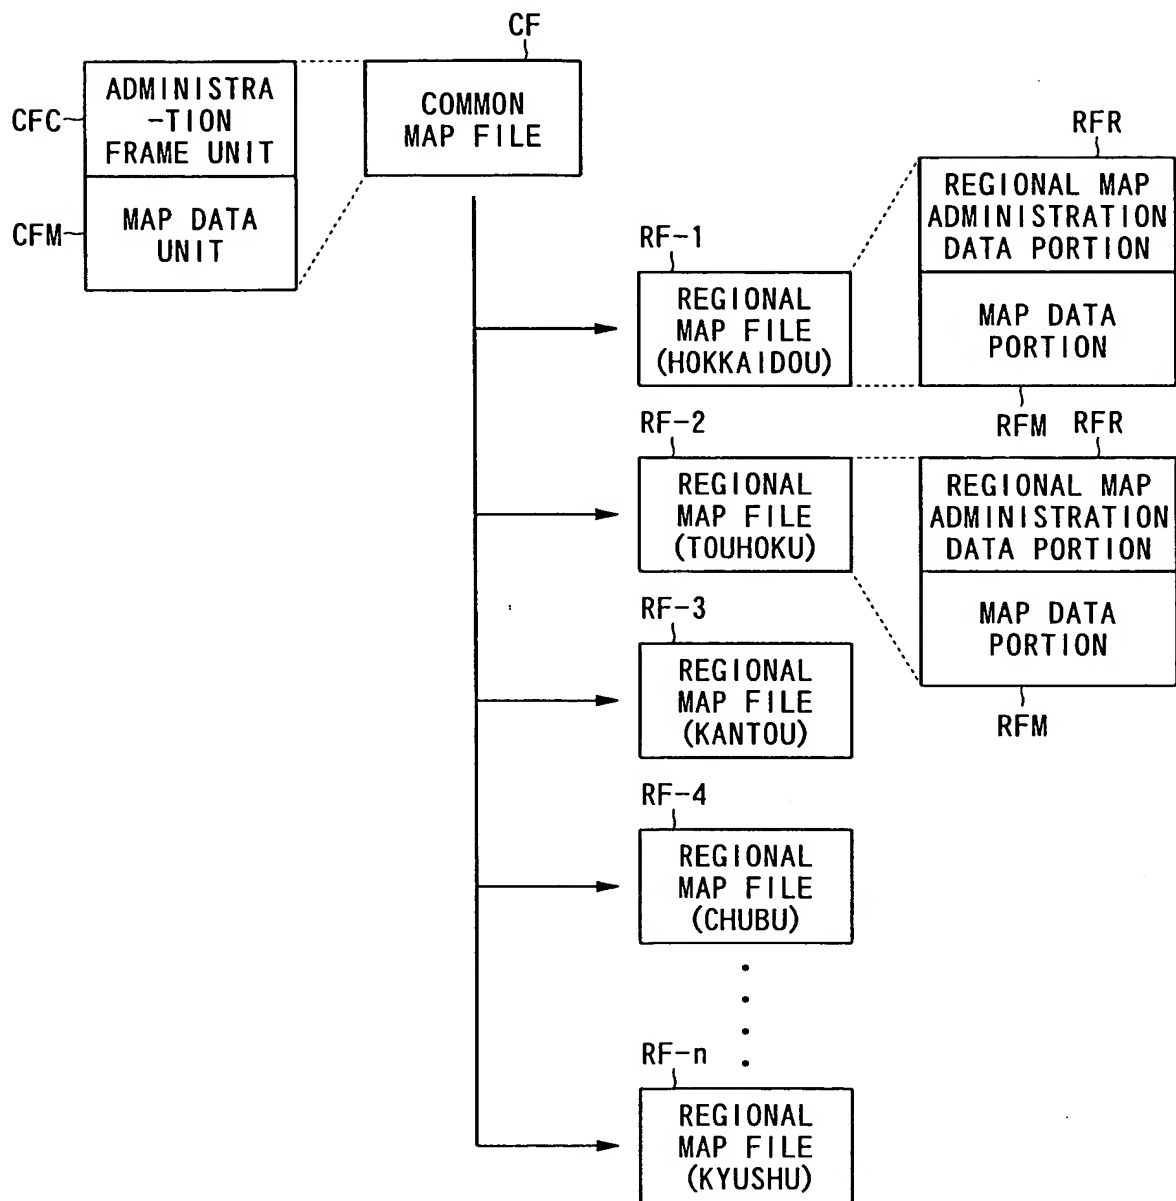 CF
ADMINISTRA
-TION
FRAME UNIT
CFC
COMMON
MAP FILE
MAP DATA
UNIT
CFM
RFR
REGIONAL MAP
ADMINISTRATION
DATA PORTION
RF-1
REGIONAL
MAP FILE
(HOKKAIDOU)
MAP DATA
PORTION
RFM
RF-2
RFR
REGIONAL
MAP FILE
(TOUHOKU)
REGIONAL MAP
ADMINISTRATION
DATA PORTION
MAP DATA
PORTION
RFM
RF-3
REGIONAL
MAP FILE
(KANTOU)
RF-4
REGIONAL
MAP FILE
(CHUBU)
RF-n
REGIONAL
MAP FILE
(KYUSHU)